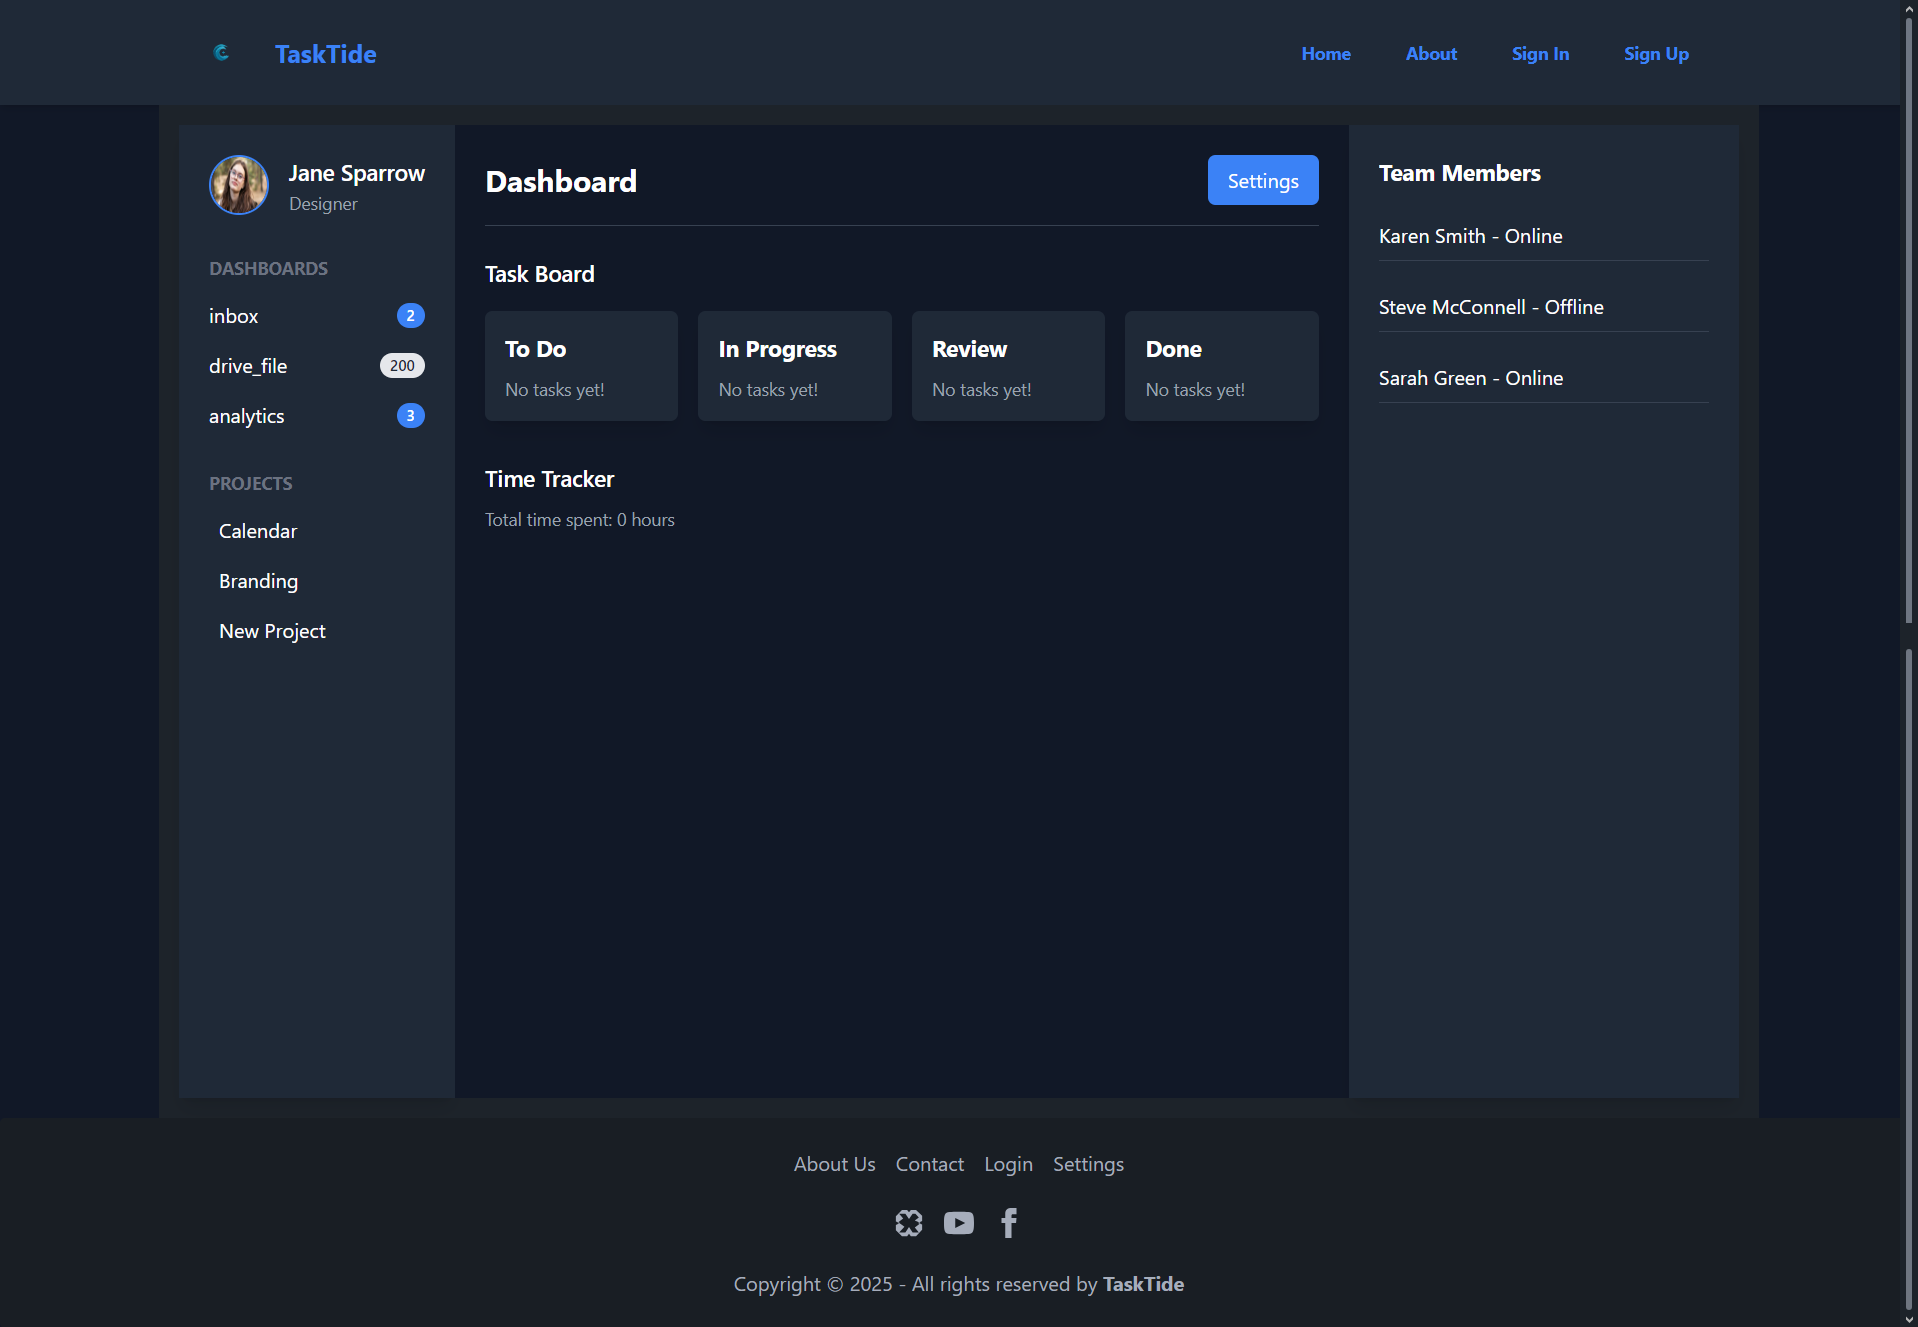 TaskTide
Home About Sign In Sign Up
Jane Sparrow
Designer
DASHBOARDS
inbox 2
drive_file 200
analytics 3
PROJECTS
Calendar
Branding
New Project
Dashboard
Settings
Task Board
To Do
No tasks yet!
In Progress
No tasks yet!
Review
No tasks yet!
Done
No tasks yet!
Time Tracker
Total time spent: 0 hours
Team Members
Karen Smith - Online
Steve McConnell - Offline
Sarah Green - Online
About Us Contact Login Settings
Copyright © 2025 - All rights reserved by TaskTide